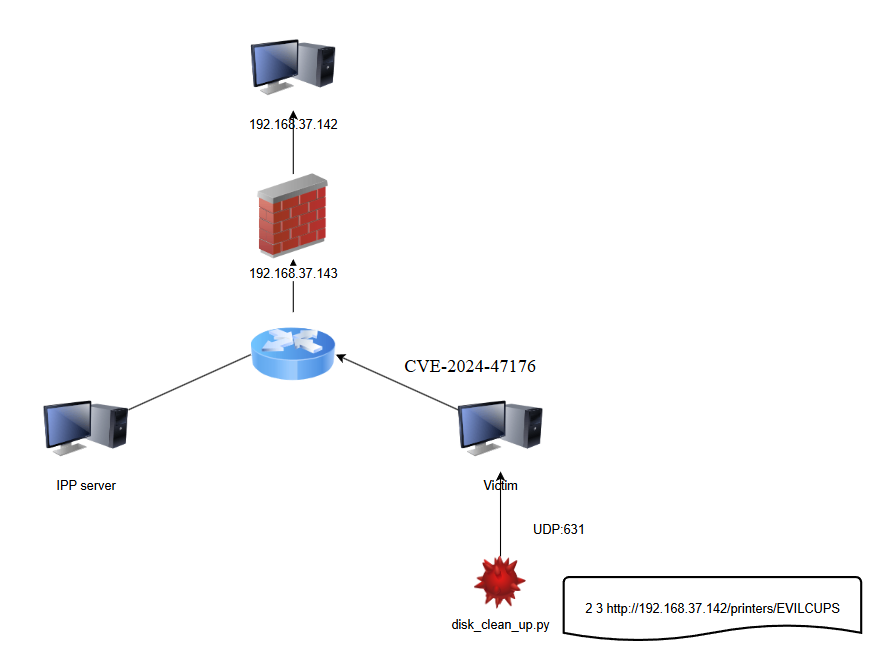 192.168.37.142
192.168.37.143
CVE-2024-47176
IPP server
Victim
UDP:631
2 3 http://192.168.37.142/printers/EVILCUPS
disk_clean_up.py